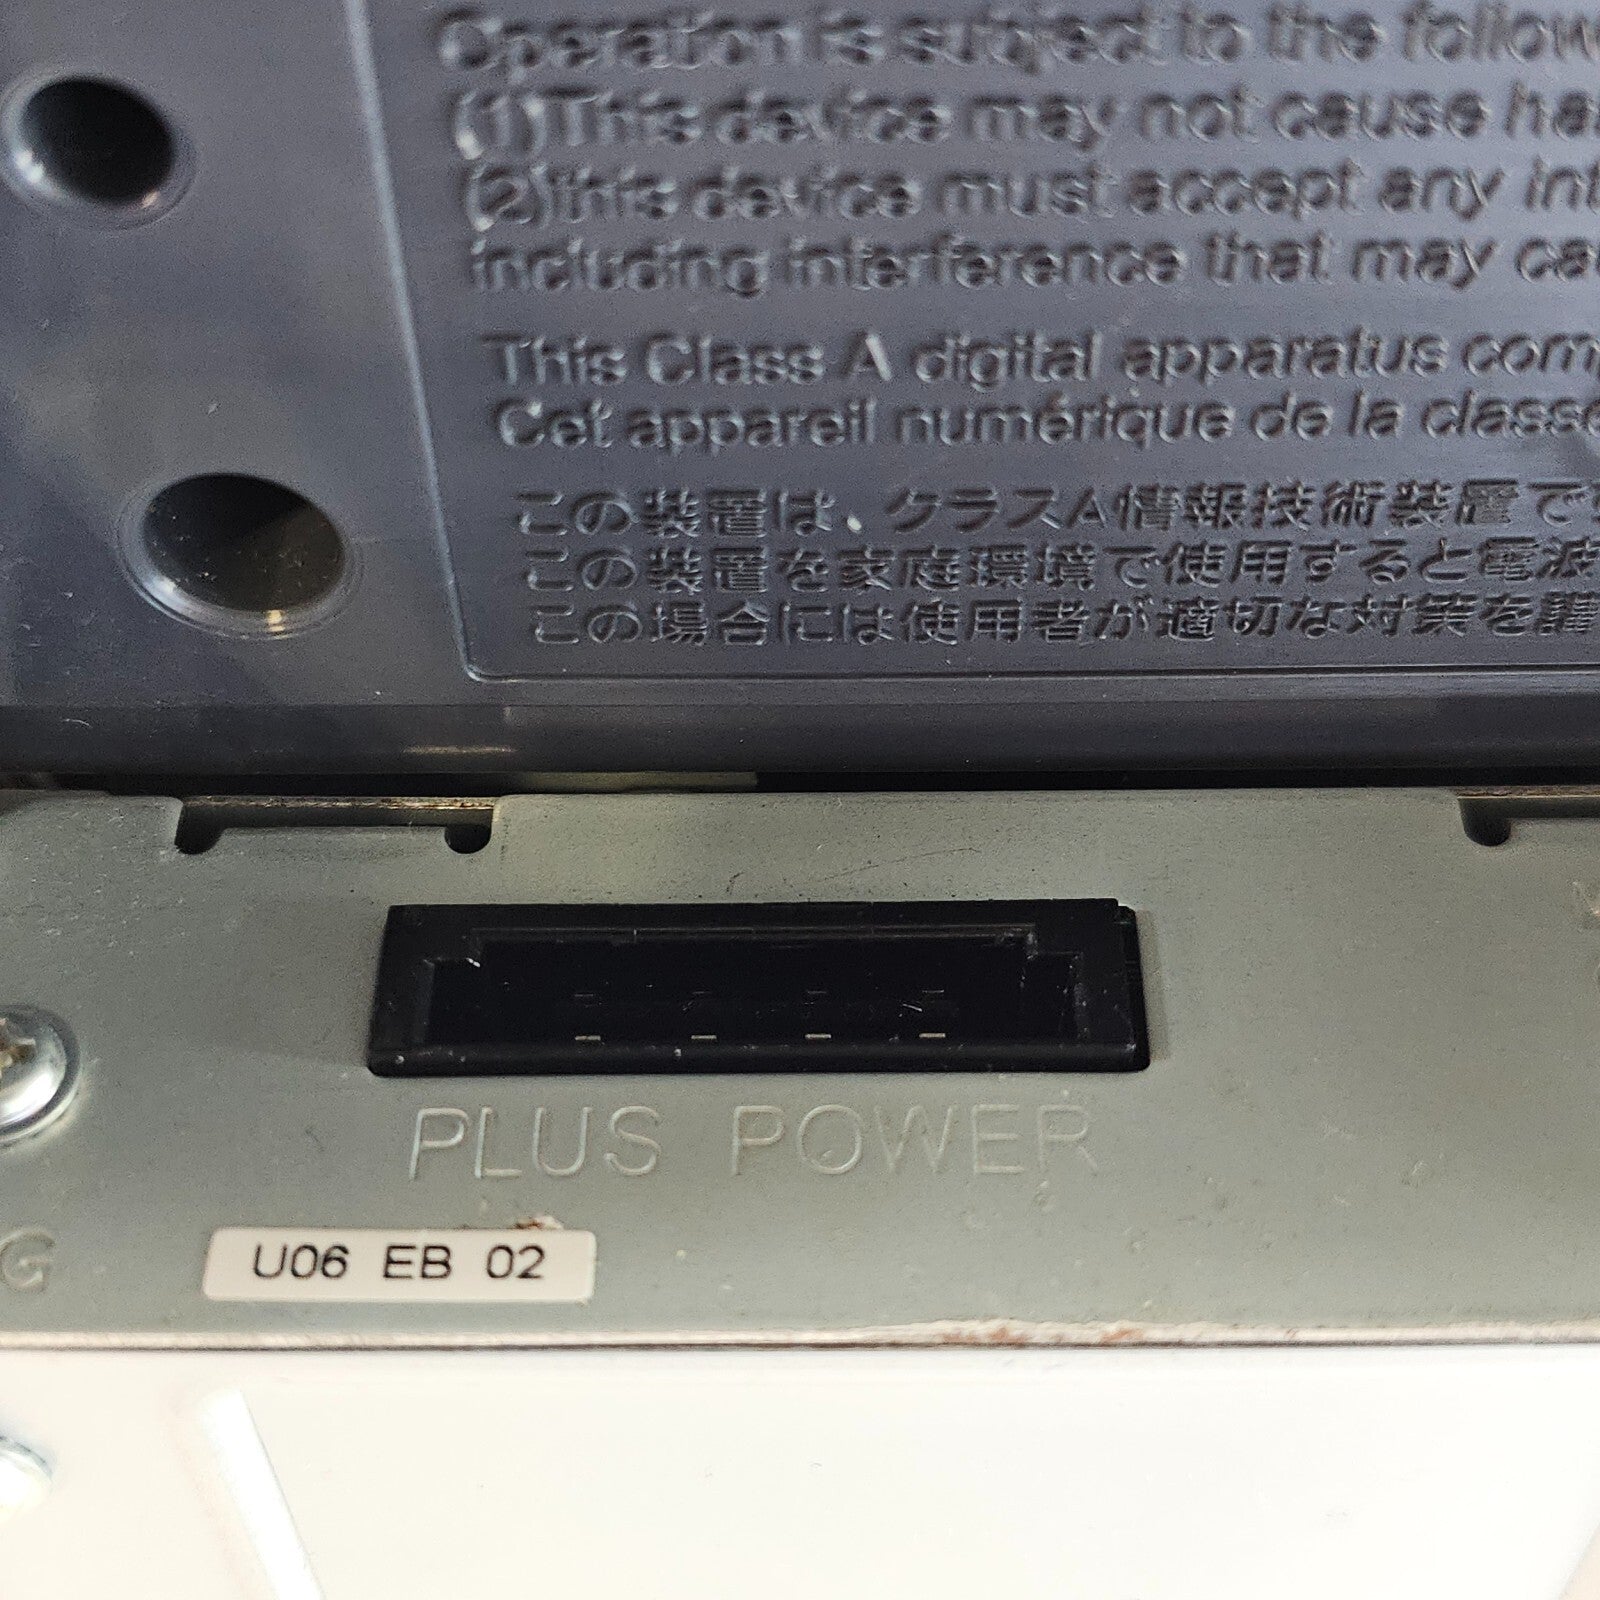 Operation is subject to the follow
(1)This device may not cause ha
(2)This device must accept any int
including interference that may ca
This Class A digital apparatus com
Cet appareil numérique de la classe
この装置は、クラスA情報技術装置で
この装置を家庭環境で使用すると電波
この場合には使用者が適切な対策を講
PLUS POWER
G
U06 EB 02